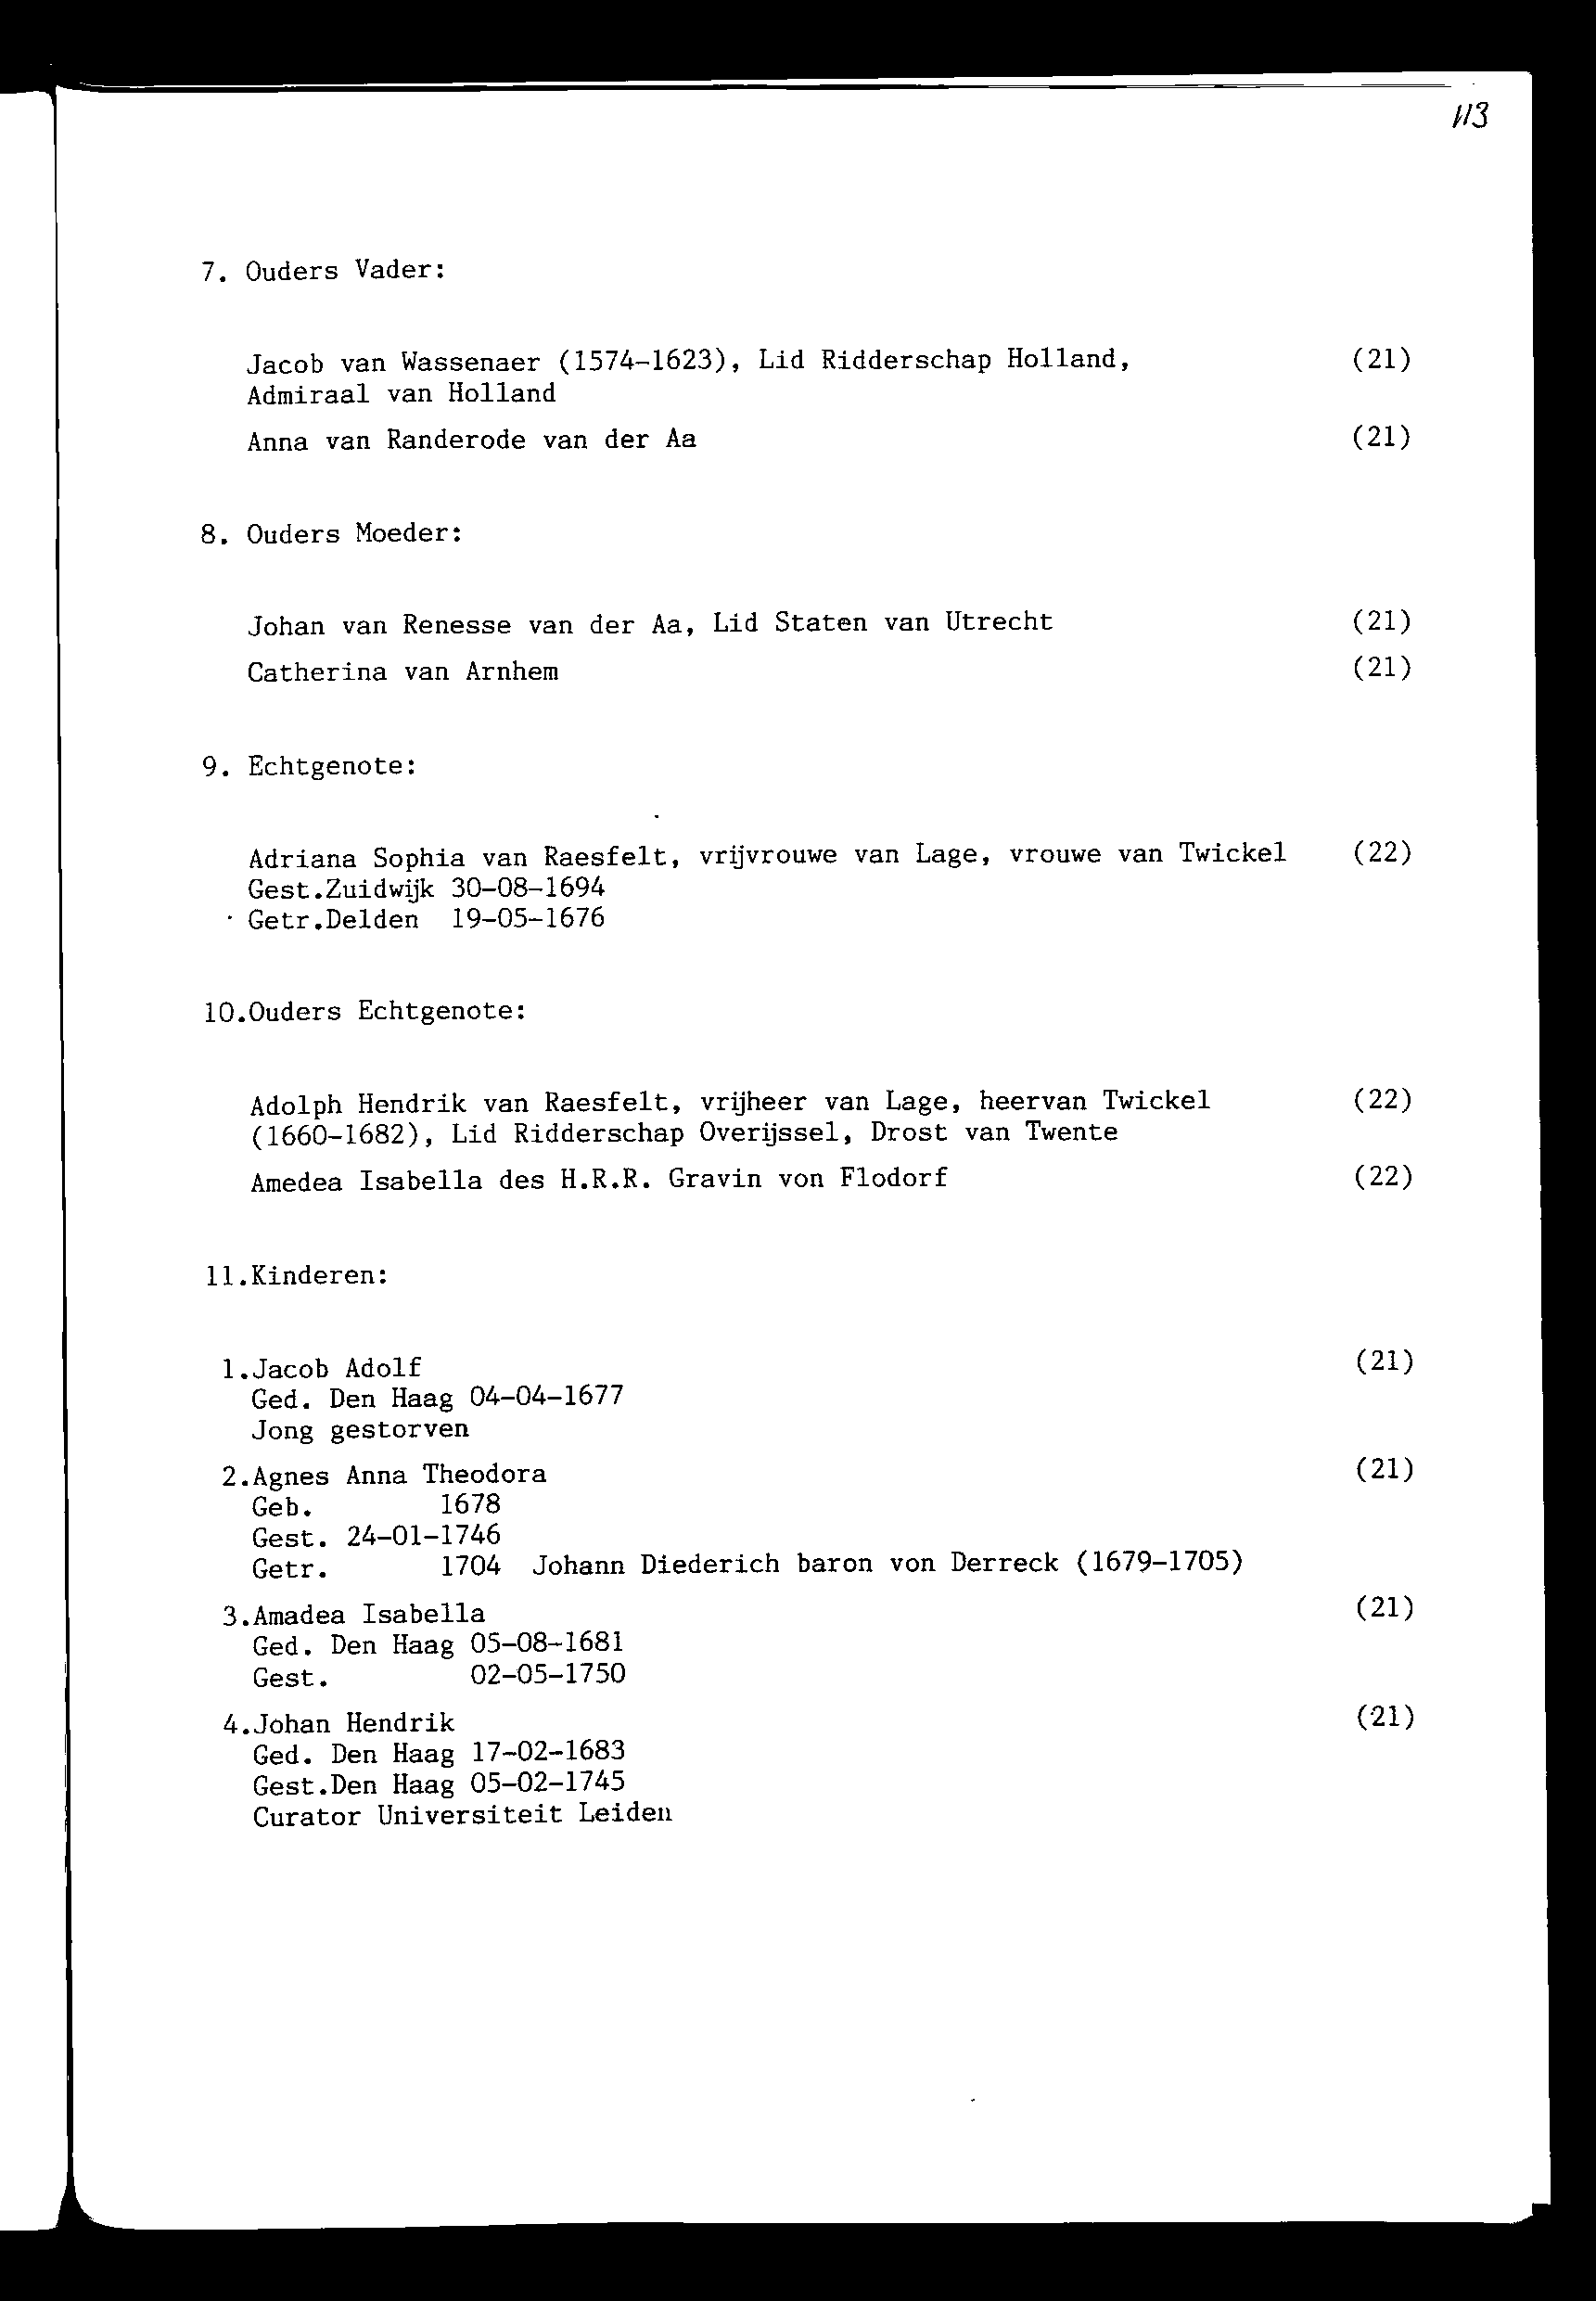 113
7. Ouders Vader:
Jacob van Wassenaer (1574-1623), Lid Ridderschap Holland, (21)
Admiraal van Holland
Anna van Randerode van der Aa (21)
8. Ouders Moeder:
Johan van Renesse van der Aa, Lid Staten van Utrecht (21)
Catherina van Arnhem (21)
9. Echtgenote:
Adriana Sophia van Raesfelt, vrijvrouwe van Lage, vrouwe van Twickel (22)
Gest.Zuidwijk 30-08-1694
Getr.Delden 19-05-1676
10.Ouders Echtgenote:
Adolph Hendrik van Raesfelt, vrijheer van Lage, heervan Twickel (22)
(1660-1682), Lid Ridderschap Overijssel, Drost van Twente
Amedea Isabella des H.R.R. Gravin von Flodorf (22)
11.Kinderen:
1.Jacob Adolf (21)
Ged. Den Haag 04-04-1677
Jong gestorven
2.Agnes Anna Theodora (21)
Geb. 1678
Gest. 24-01-1746
Getr. 1704 Johann Diederich baron von Derreck (1679-1705)
3.Amadea Isabella (21)
Ged. Den Haag 05-08-1681
Gest. 02-05-1750
4.Johan Hendrik (21)
Ged. Den Haag 17-02-1683
Gest.Den Haag 05-02-1745
Curator Universiteit Leiden